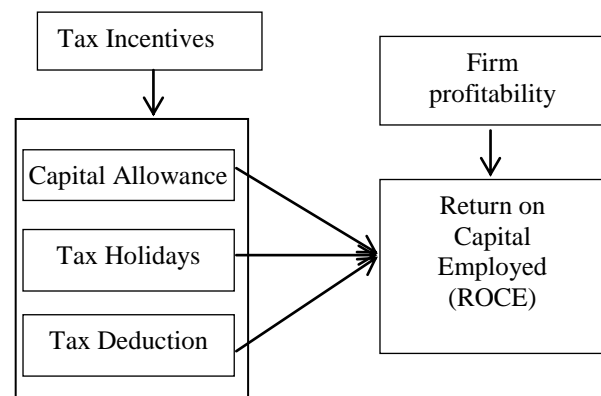 Tax Incentives
Firm
profitability
Capital Allowance
Tax Holidays
Tax Deduction
Return on
Capital
Employed
(ROCE)